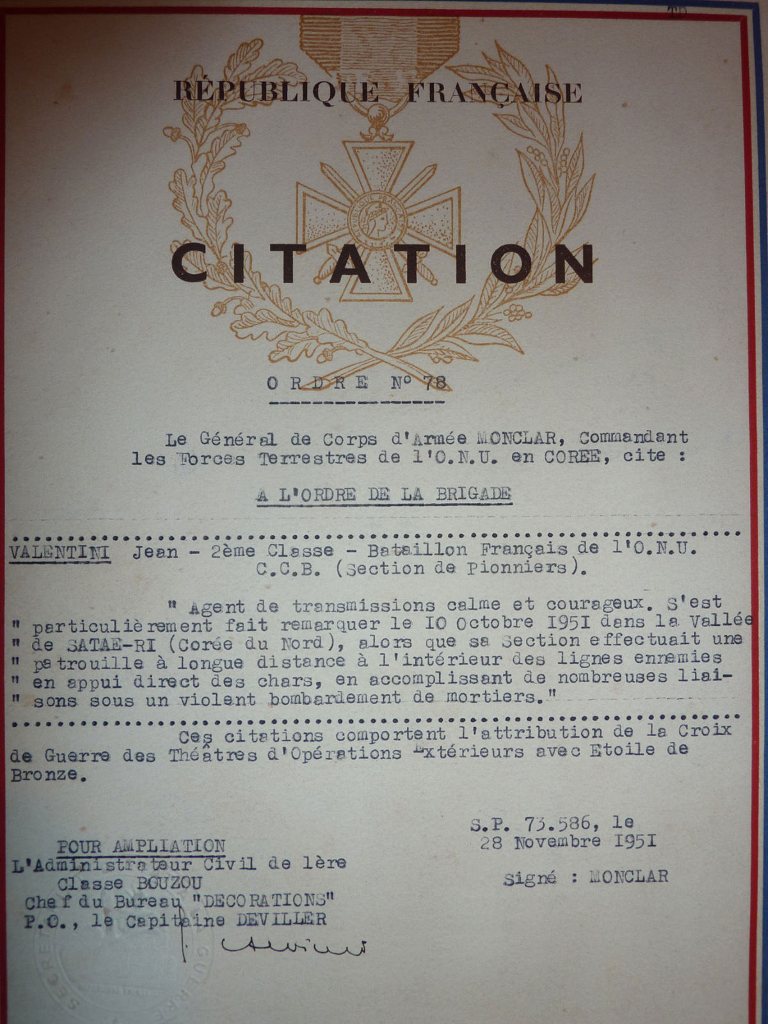 RÉPUBLIQUE FRANÇAISE
CITATION
ORDRE N° 78
Le Général de Corps d'Armée MONCLAR, Commandant
les Forces Terrestres de l'O.N.U. en COREE, cite :
A L'ORDRE DE LA BRIGADE
VALENTINI Jean - 2ème Classe - Bataillon Français de l'O.N.U.
C.C.B. (Section de Pionniers).
" Agent de transmissions calme et courageux. S'est
" particulièrement fait remarquer le 10 Octobre 1951 dans la Vallée
" de SATAE-RI (Corée du Nord), alors que sa Section effectuait une
" patrouille à longue distance à l'intérieur des lignes ennemies
" en appui direct des chars, en accomplissant de nombreuses liai-
" sons sous un violent bombardement de mortiers."
Ces citations comportent l'attribution de la Croix
de Guerre des Théâtres d'Opérations Extérieurs avec Etoile de
Bronze.
S.P. 73.586, le
28 Novembre 1951
Signé : MONCLAR
POUR AMPLIATION
L'Administrateur Civil de 1ère
Classe BOUZOU
Chef du Bureau "DECORATIONS"
P.O., le Capitaine DEVILLER